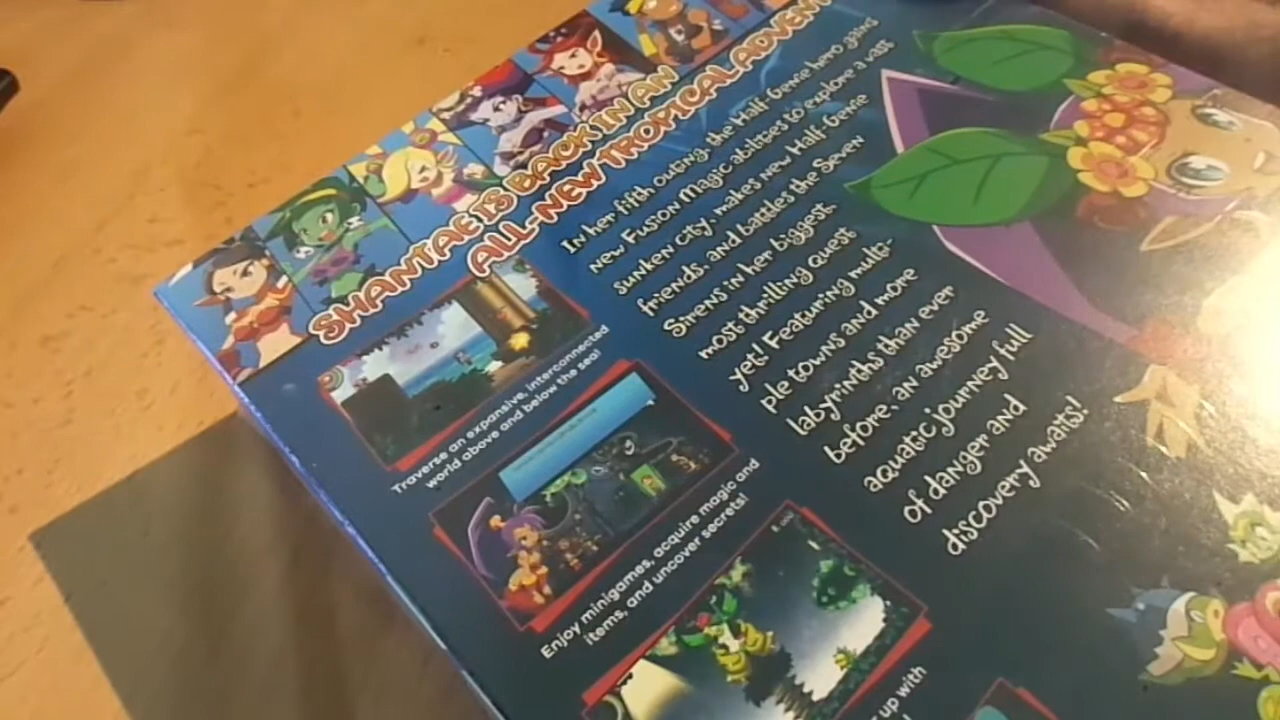 SHANTAE IS BACK IN AN
ALL-NEW TROPICAL ADVENT
In her fifth outing, the Half-Genie hero gains
new Fusion Magic abilities to explore a vast
sunken city, makes new Half-Genie
friends, and battles the Seven
Sirens in her biggest,
most thrilling quest
yet! Featuring multi-
ple towns and more
labyrinths than ever
before, an awesome
aquatic journey full
of danger and
discovery awaits!
Traverse an expansive, interconnected
world above and below the sea!
Enjoy minigames, acquire magic and
items, and uncover secrets!
up with